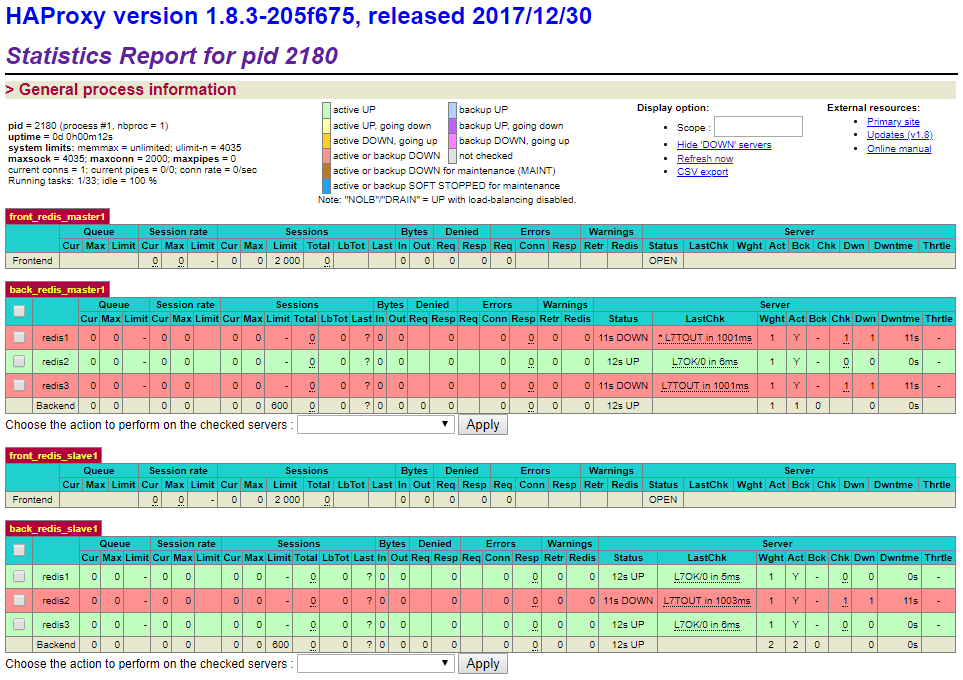 HAProxy version 1.8.3-205f675, released 2017/12/30
Statistics Report for pid 2180
> General process information
pid = 2180 (process #1, nbproc = 1)
uptime = 0d 0h00m12s
system limits: memmax = unlimited; ulimit-n = 4035
maxsock = 4035; maxconn = 2000; maxpipes = 0
current conns = 1; current pipes = 0/0; conn rate = 0/sec
Running tasks: 1/33; idle = 100 %
active UP backup UP
active UP, going down backup UP, going down
active DOWN, going up backup DOWN, going up
active or backup DOWN not checked
active or backup DOWN for maintenance (MAINT)
active or backup SOFT STOPPED for maintenance
Note: "NOLB"/"DRAIN" = UP with load-balancing disabled.
Display option:
Scope :
Hide 'DOWN' servers
Refresh now
CSV export
External resources:
Primary site
Updates (v1.8)
Online manual
front_redis_master1
Queue Session rate Sessions Bytes Denied Errors Warnings Server
Cur Max Limit Cur Max Limit Cur Max Limit Total LbTot Last In Out Req Resp Req Conn Resp Retr Redis Status LastChk Wght Act Bck Chk Dwn Dwntme Thrtle
Frontend 0 0 - 0 0 2 000 0 0 0 0 0 0 OPEN
back_redis_master1
Queue Session rate Sessions Bytes Denied Errors Warnings Server
Cur Max Limit Cur Max Limit Cur Max Limit Total LbTot Last In Out Req Resp Req Conn Resp Retr Redis Status LastChk Wght Act Bck Chk Dwn Dwntme Thrtle
redis1 0 0 - 0 0 0 0 - 0 0 ? 0 0 0 0 0 0 0 11s DOWN * L7TOUT in 1001ms 1 Y - 1 1 11s -
redis2 0 0 - 0 0 0 0 - 0 0 ? 0 0 0 0 0 0 0 12s UP L7OK/0 in 6ms 1 Y - 0 0 0s -
redis3 0 0 - 0 0 0 0 - 0 0 ? 0 0 0 0 0 0 0 11s DOWN L7TOUT in 1001ms 1 Y - 1 1 11s -
Backend 0 0 0 0 0 0 600 0 0 ? 0 0 0 0 0 0 0 0 12s UP 1 1 0 0 0s
Choose the action to perform on the checked servers : Apply
front_redis_slave1
Queue Session rate Sessions Bytes Denied Errors Warnings Server
Cur Max Limit Cur Max Limit Cur Max Limit Total LbTot Last In Out Req Resp Req Conn Resp Retr Redis Status LastChk Wght Act Bck Chk Dwn Dwntme Thrtle
Frontend 0 0 - 0 0 2 000 0 0 0 0 0 0 OPEN
back_redis_slave1
Queue Session rate Sessions Bytes Denied Errors Warnings Server
Cur Max Limit Cur Max Limit Cur Max Limit Total LbTot Last In Out Req Resp Req Conn Resp Retr Redis Status LastChk Wght Act Bck Chk Dwn Dwntme Thrtle
redis1 0 0 - 0 0 0 0 - 0 0 ? 0 0 0 0 0 0 0 12s UP L7OK/0 in 5ms 1 Y - 0 0 0s -
redis2 0 0 - 0 0 0 0 - 0 0 ? 0 0 0 0 0 0 0 11s DOWN L7TOUT in 1003ms 1 Y - 1 1 11s -
redis3 0 0 - 0 0 0 0 - 0 0 ? 0 0 0 0 0 0 0 12s UP L7OK/0 in 6ms 1 Y - 0 0 0s -
Backend 0 0 0 0 0 0 600 0 0 ? 0 0 0 0 0 0 0 0 12s UP 2 2 0 0 0s
Choose the action to perform on the checked servers : Apply